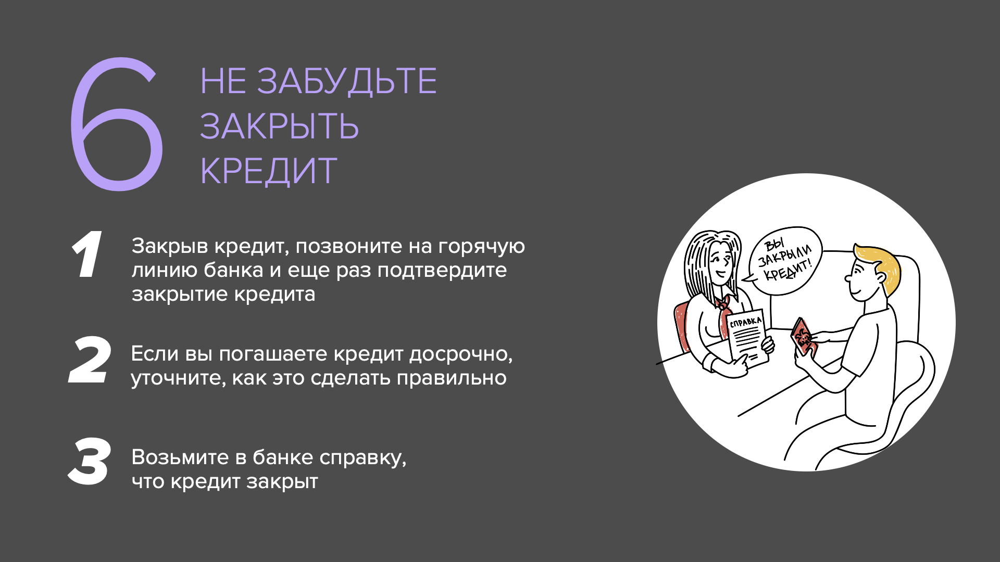 6
НЕ ЗАБУДЬТЕ
ЗАКРЫТЬ
КРЕДИТ
1
Закрыв кредит, позвоните на горячую
линию банка и еще раз подтвердите
закрытие кредита
2
Если вы погашаете кредит досрочно,
уточните, как это сделать правильно
3
Возьмите в банке справку,
что кредит закрыт
ВЫ
ЗАКРЫЛИ
КРЕДИТ!
СПРАВКА